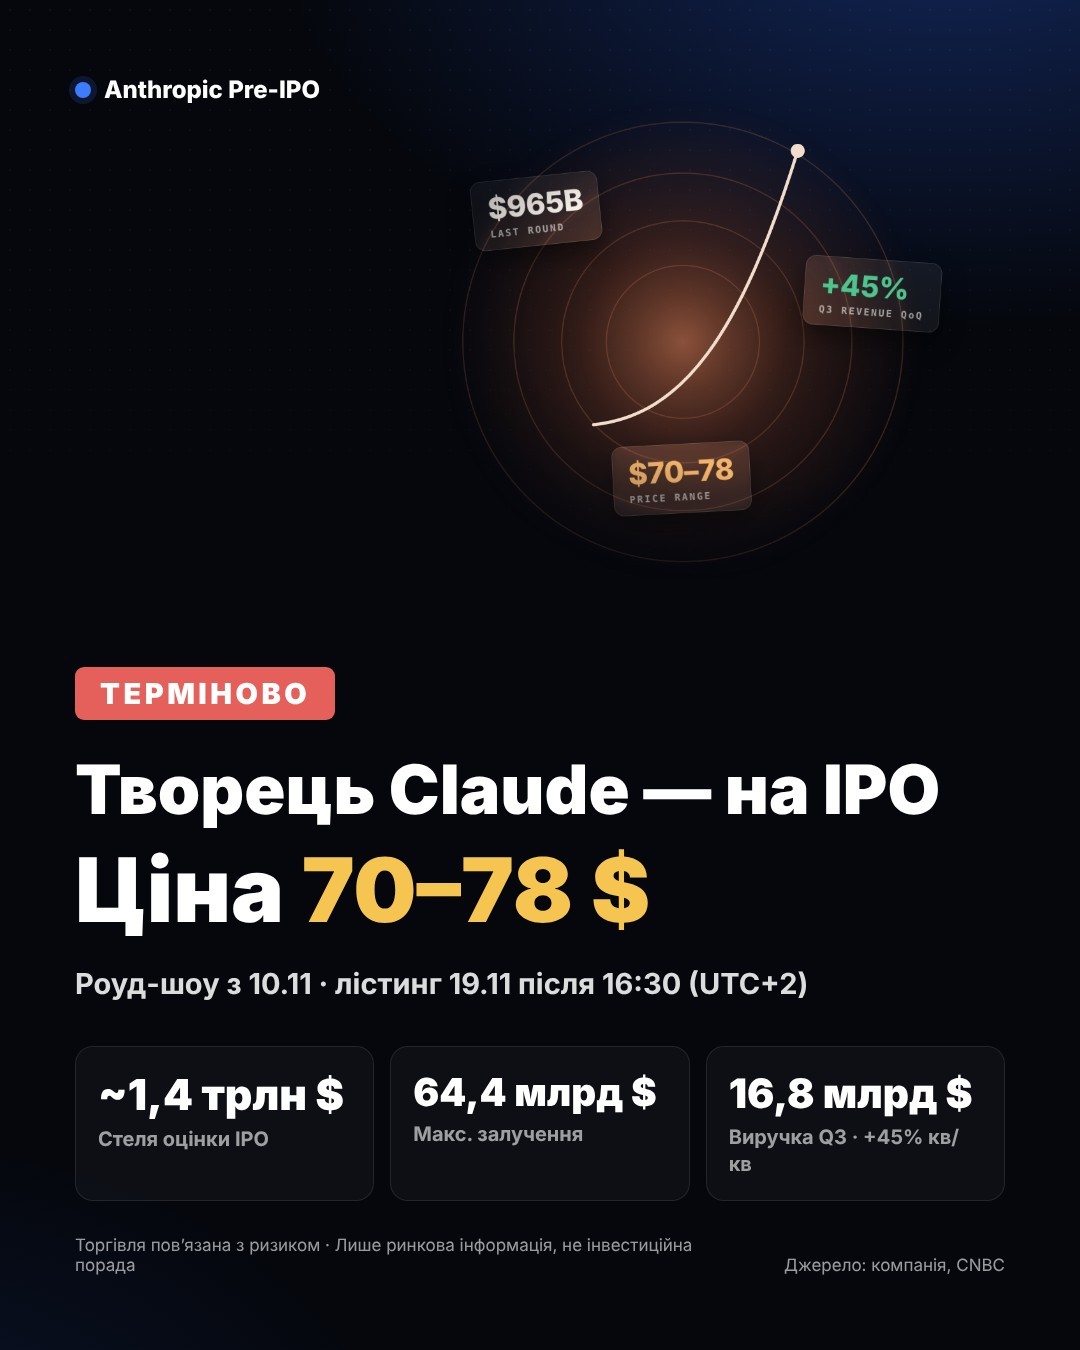 Anthropic Pre-IPO
$965B
LAST ROUND
+45%
Q3 REVENUE QoQ
$70–78
PRICE RANGE
ТЕРМІНОВО
Творець Claude — на IPO
Ціна 70–78 $
Роуд-шоу з 10.11 · лістинг 19.11 після 16:30 (UTC+2)
~1,4 трлн $
Стеля оцінки IPO
64,4 млрд $
Макс. залучення
16,8 млрд $
Виручка Q3 · +45% кв/
кв
Торгівля пов’язана з ризиком · Лише ринкова інформація, не інвестиційна
порада
Джерело: компанія, CNBC